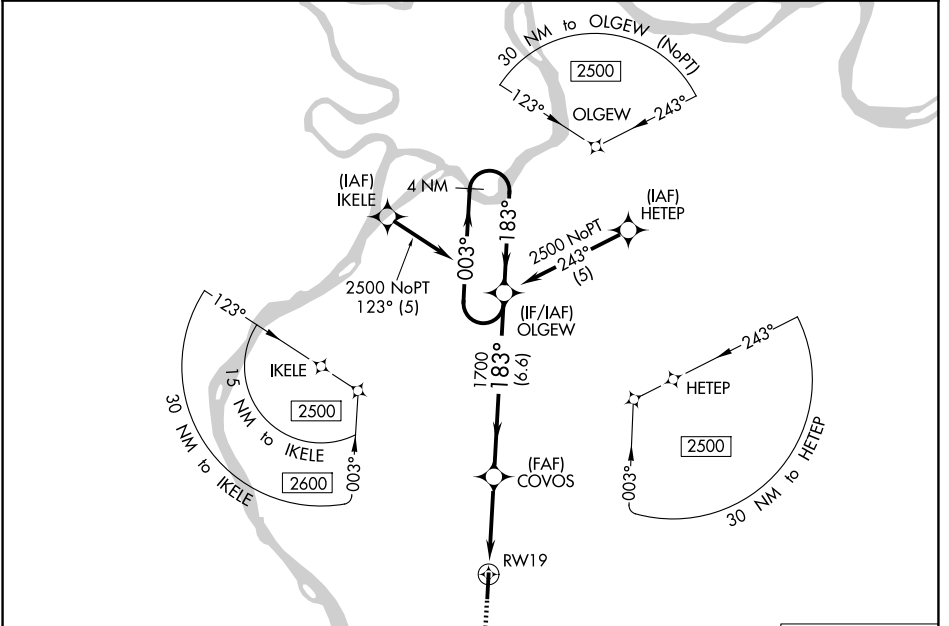 30 NM to OLGEW (NoPT)
2500
123°
243°
OLGEW
(IAF)
IKELE
4 NM
183°
003°
(IAF)
HETEP
2500 NoPT
243°
(5)
2500 NoPT
123° (5)
(IF/IAF)
OLGEW
1700
183°
(6.6)
123°
IKELE
2500
15 NM to IKELE
2600
30 NM to IKELE
003°
243°
HETEP
2500
003°
30 NM to HETEP
(FAF)
COVOS
RW19